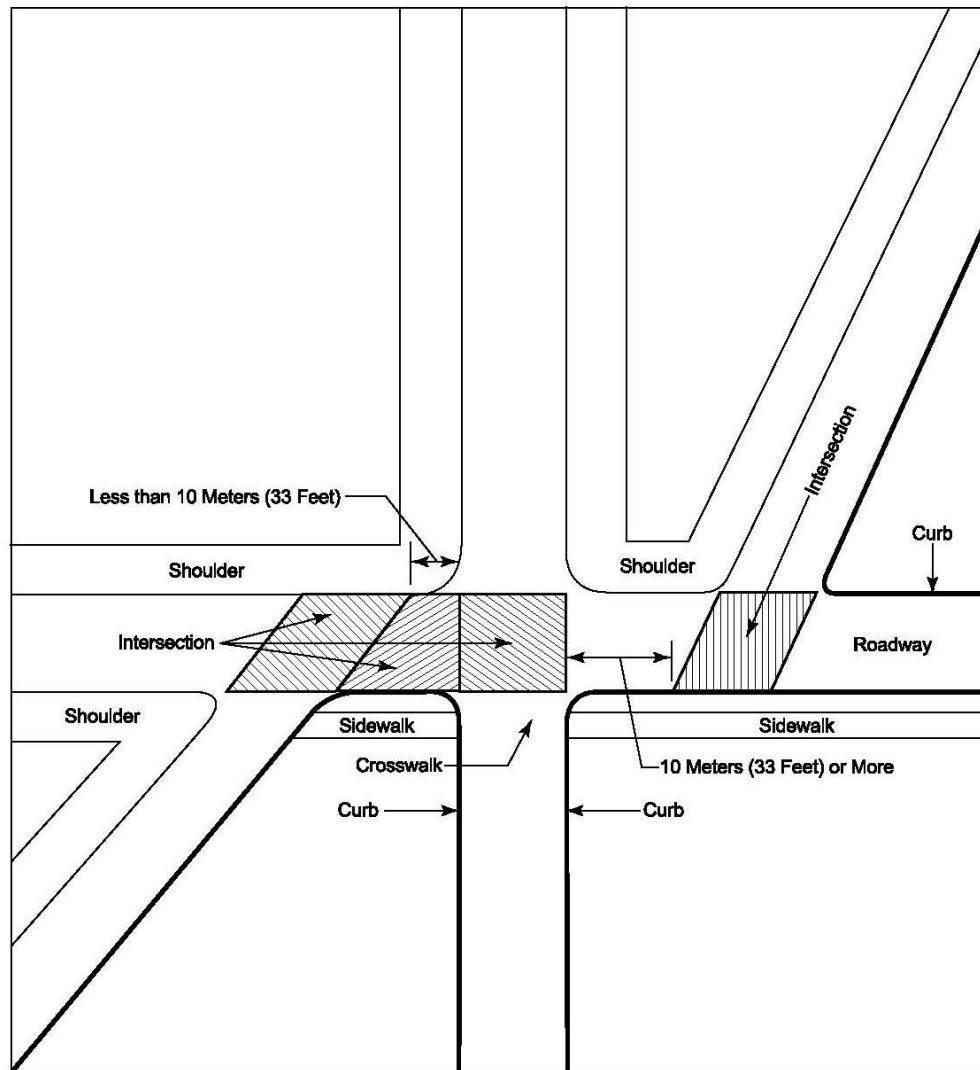 Intersection
Less than 10 Meters (33 Feet)
Curb
Shoulder
Shoulder
Intersection
Roadway
Shoulder
Sidewalk
Sidewalk
Crosswalk
10 Meters (33 Feet) or More
Curb
Curb